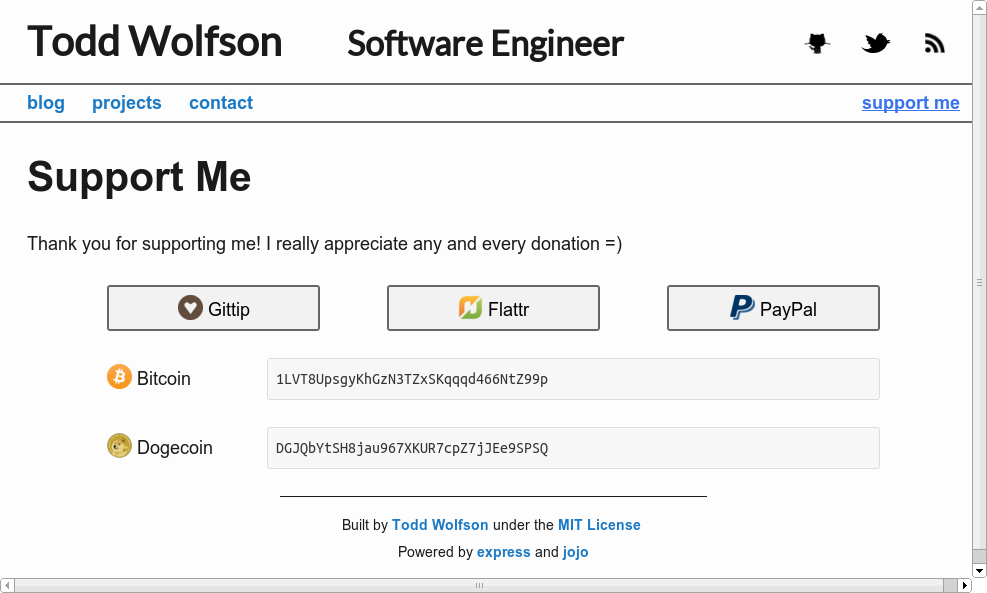 Todd Wolfson Software Engineer
blog projects contact support me
Support Me
Thank you for supporting me! I really appreciate any and every donation =)
Gittip Flattr PayPal
Bitcoin 1LVT8UpsgyKhGzN3TZxSKqqqd466NtZ99p
Dogecoin DGJQbYtSH8jau967XKUR7cpZ7jJEe9SPSQ
Built by Todd Wolfson under the MIT License
Powered by express and jojo